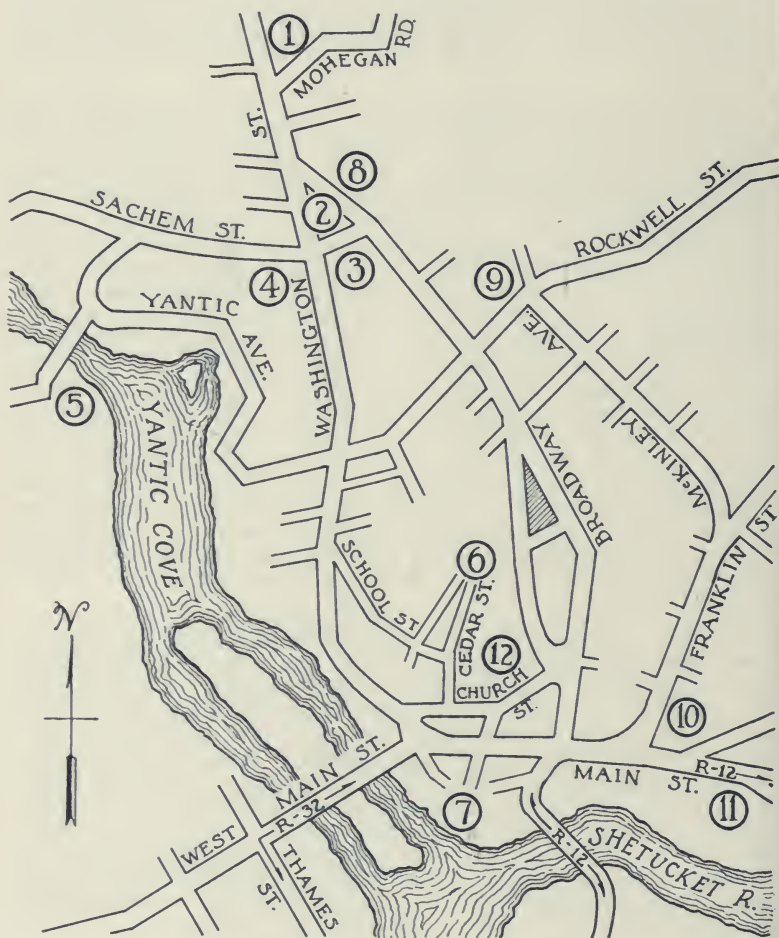 1
MOHEGAN RD.
ST.
8
2
SACHEM ST.
3
4
WASHINGTON
ROCKWELL ST.
9
YANTIC AVE.
AVE.
5
YANTIC COVE
BROADWAY
McKINLEY
ST.
FRANKLIN
SCHOOL ST.
6
CEDAR ST.
12
CHURCH ST.
N
10
MAIN ST.
R-12
11
WEST MAIN ST.
R-32
7
R-12
SHETUCKET R.
THAMES ST.